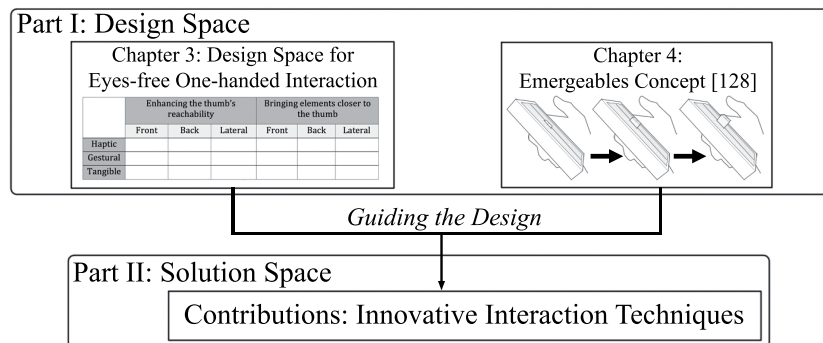 Part I: Design Space
Chapter 3: Design Space for
Eyes-free One-handed Interaction
Enhancing the thumb's
reachability
Bringing elements closer to
the thumb
Front Back Lateral Front Back Lateral
Haptic
Gestural
Tangible
Chapter 4:
Emergeables Concept [128]
Guiding the Design
Part II: Solution Space
Contributions: Innovative Interaction Techniques